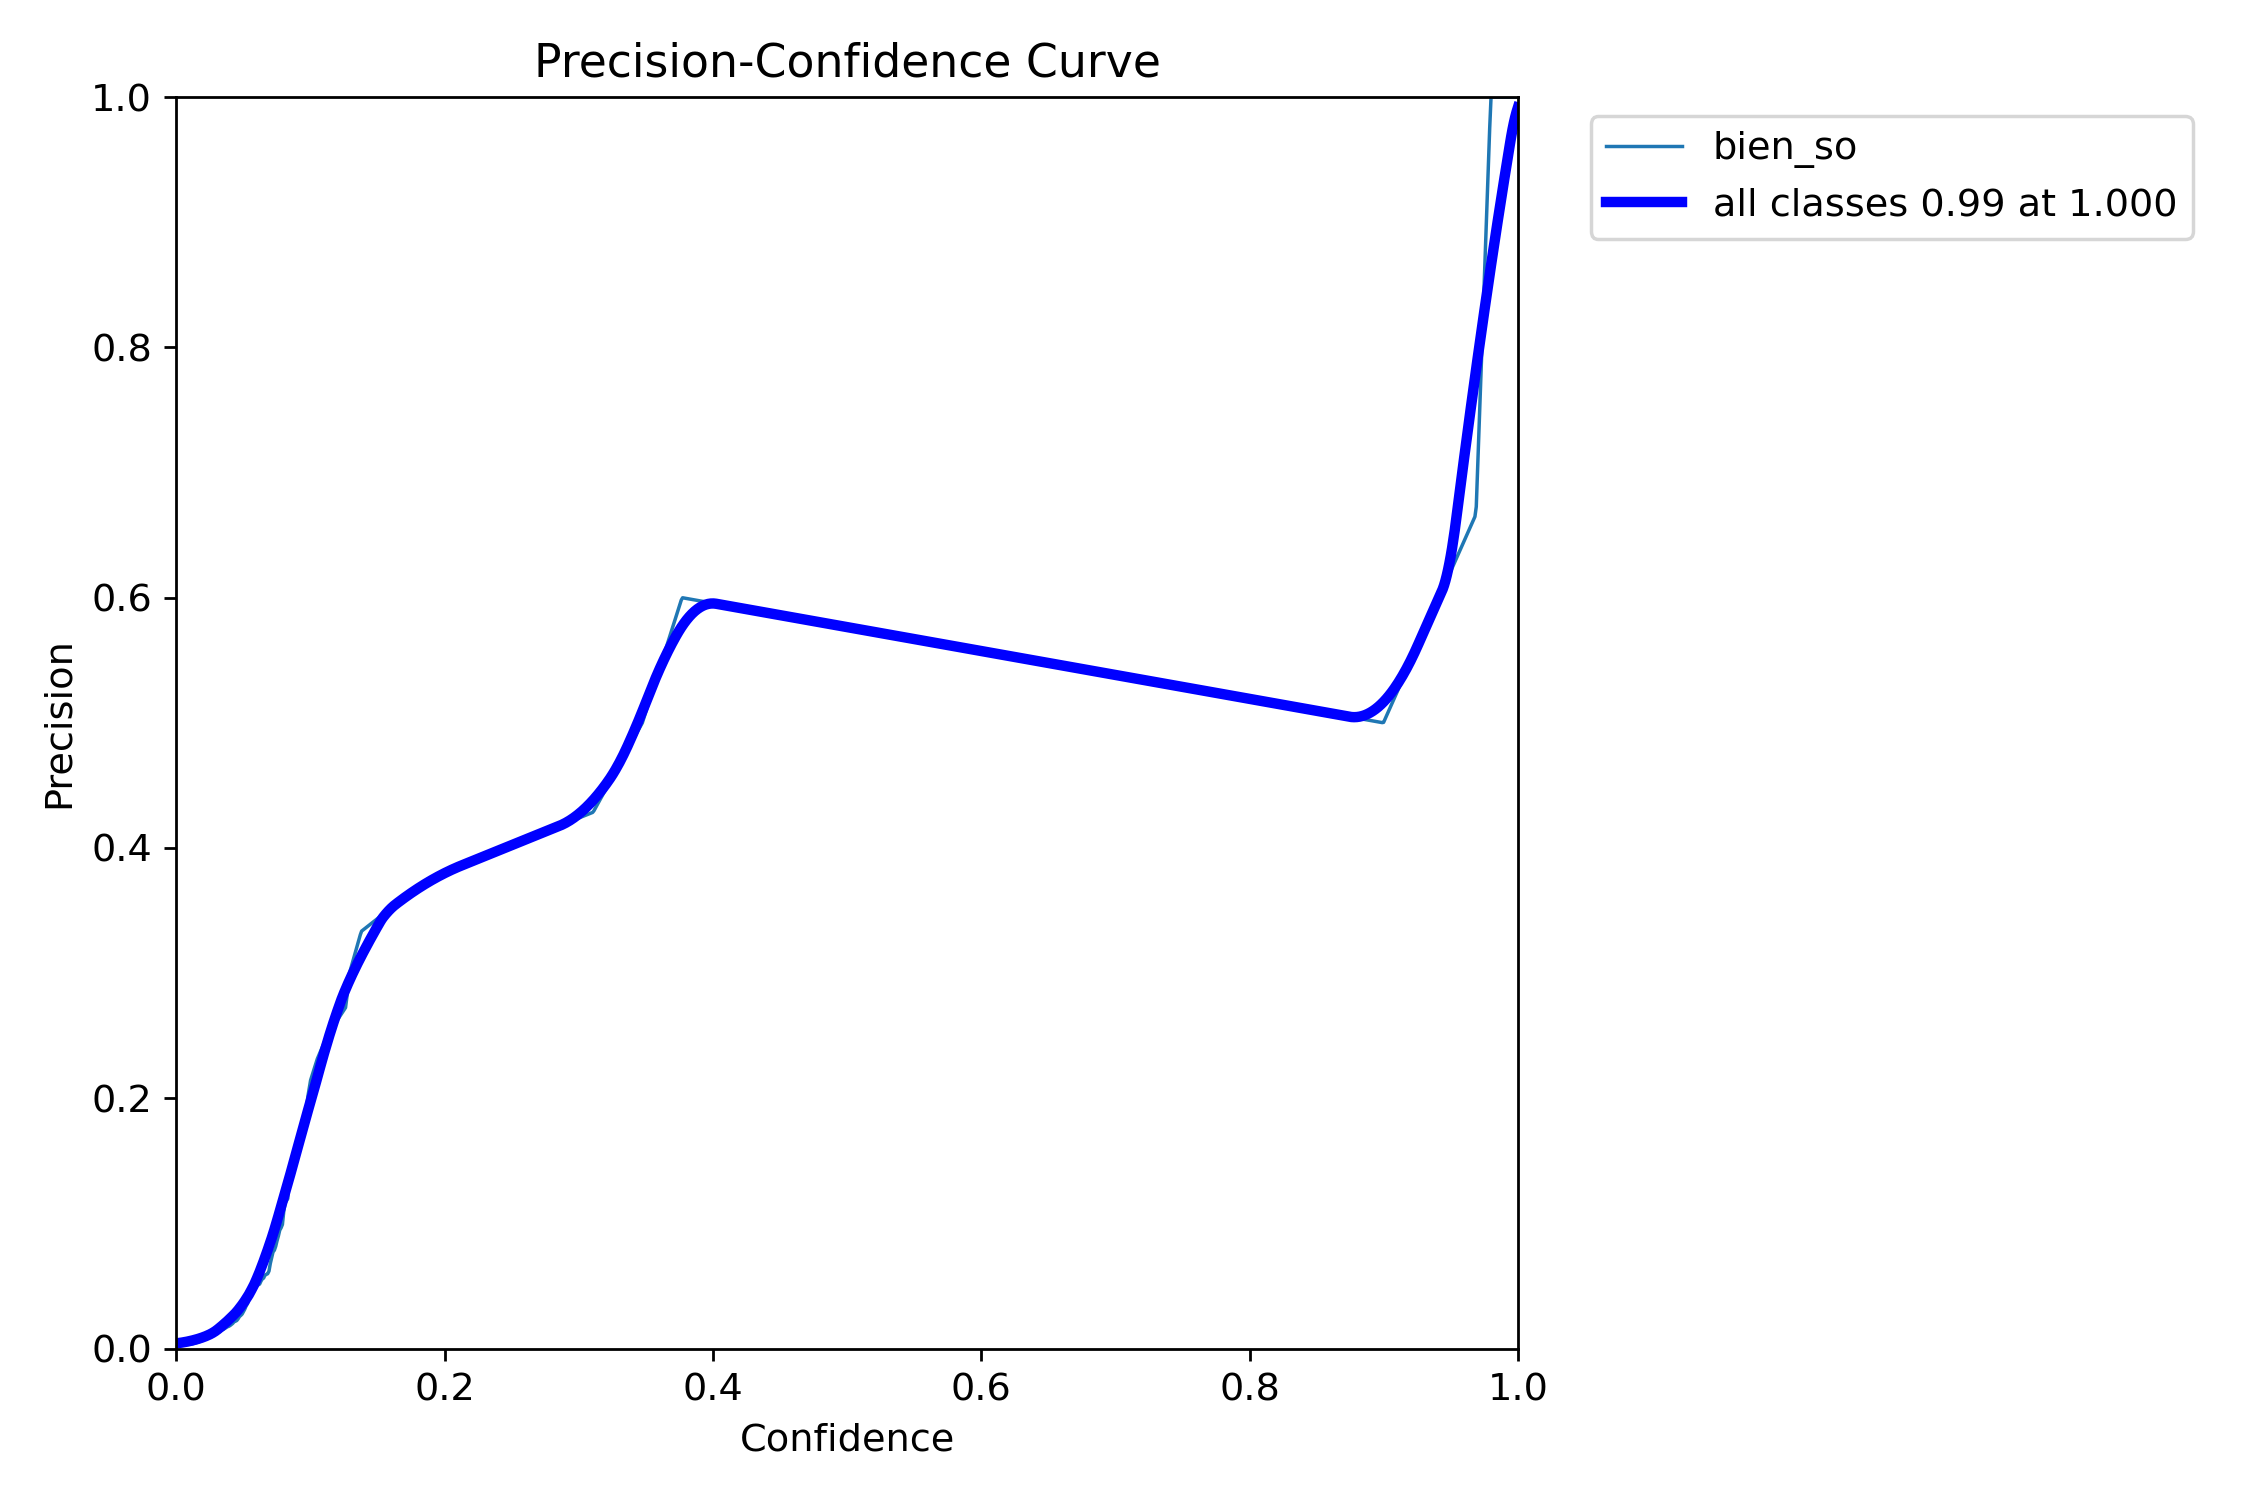 Precision-Confidence Curve
1.0
0.8
0.6
0.4
0.2
0.0
Precision
0.0 0.2 0.4 0.6 0.8 1.0
Confidence
bien_so
all classes 0.99 at 1.000